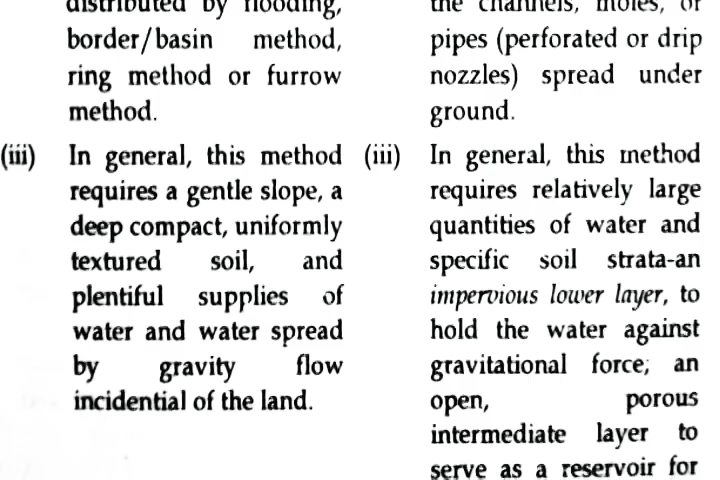 distributed by flooding,
border/basin method,
ring method or furrow
method.
(iii) In general, this method
requires a gentle slope, a
deep compact, uniformly
textured soil, and
plentiful supplies of
water and water spread
by gravity flow
incidential of the land.
the channels, moles, or
pipes (perforated or drip
nozzles) spread under
ground.
(iii) In general, this method
requires relatively large
quantities of water and
specific soil strata-an
impervious lower layer, to
hold the water against
gravitational force; an
open, porous
intermediate layer to
serve as a reservoir for